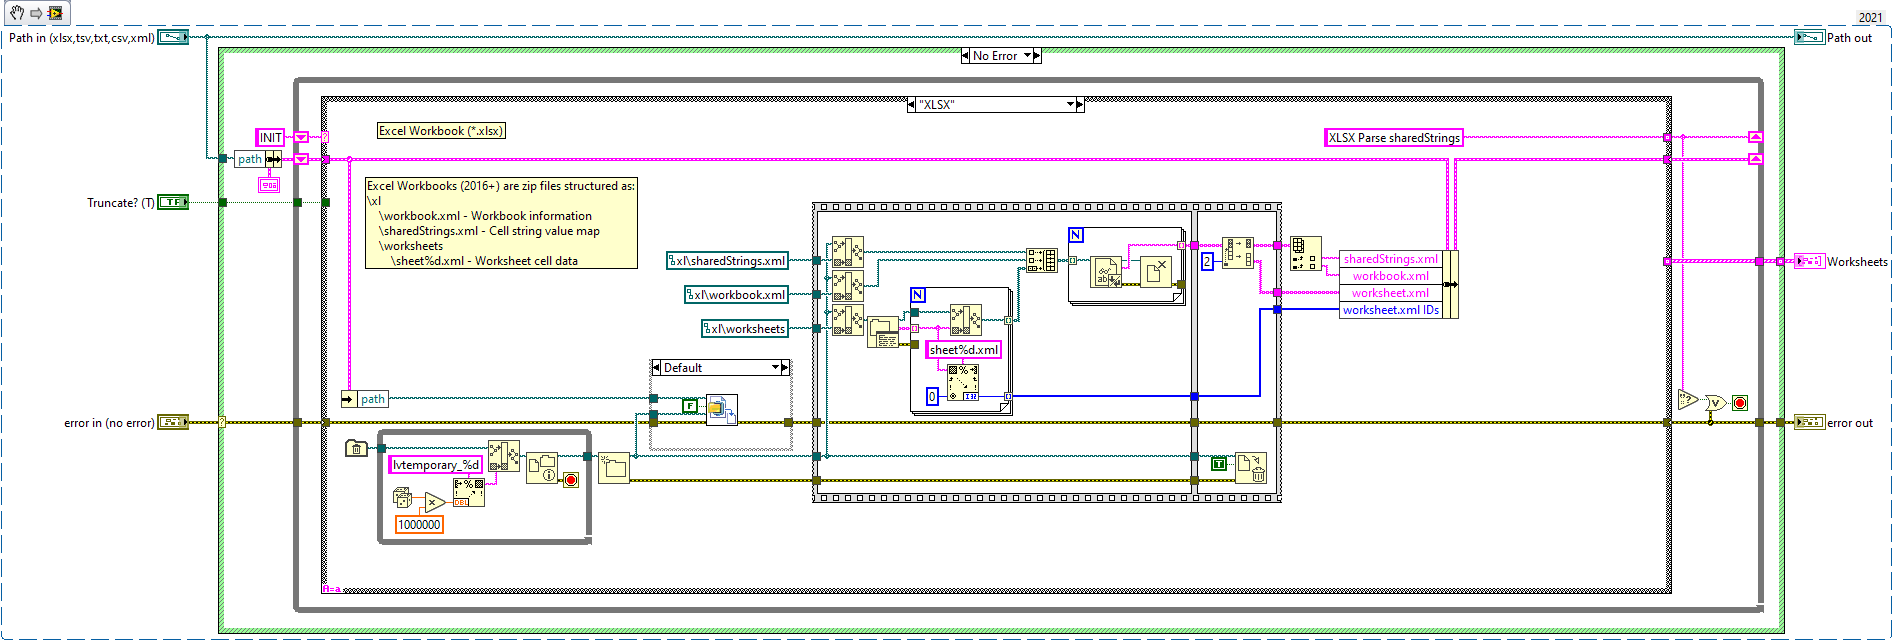 2021
Path in (xlsx,tsv,txt,csv,xml)
Path out
No Error
"XLSX"
INIT
Excel Workbook (*.xlsx)
XLSX Parse sharedStrings
path
Truncate? (T)
TF
Excel Workbooks (2016+) are zip files structured as:
\xl
\workbook.xml - Workbook information
\sharedStrings.xml - Cell string value map
\worksheets
\sheet%d.xml - Worksheet cell data
N
xl\sharedStrings.xml
2
sharedStrings.xml
workbook.xml
worksheet.xml
worksheet.xml IDs
Worksheets
xl\workbook.xml
N
xl\worksheets
sheet%d.xml
Default
0
path
F
error in (no error)
error out
lvtemporary_%d
T
DBL
1000000
A=a